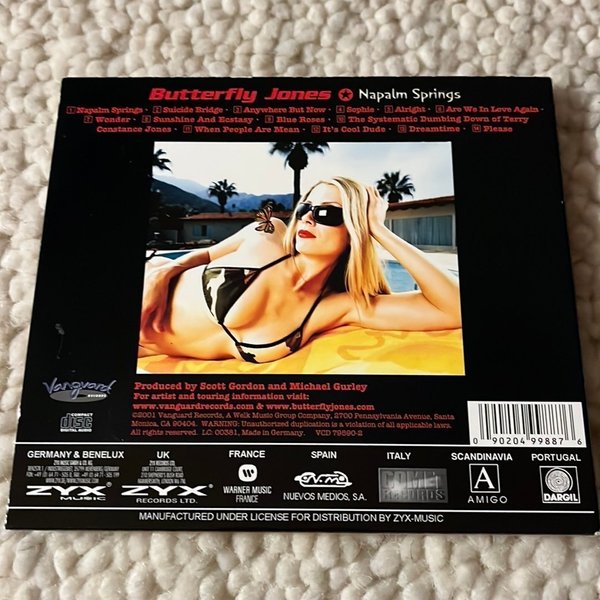 Butterfly Jones ✪ Napalm Springs
1 Napalm Springs · 2 Suicide Bridge · 3 Anywhere But Now · 4 Sophie · 5 Alright · 6 Are We In Love Again ·
7 Wonder · 8 Sunshine And Ecstasy · 9 Blue Roses · 10 The Systematic Dumbing Down of Terry
Constance Jones · 11 When People Are Mean · 12 It's Cool Dude · 13 Dreamtime · 14 Please
Vanguard
RECORDS
COMPACT
disc
DIGITAL AUDIO
Produced by Scott Gordon and Michael Gurley
For artist and touring information visit:
www.vanguardrecords.com & www.butterflyjones.com
©2001 Vanguard Records, A Welk Music Group Company, 2700 Pennsylvania Avenue, Santa
Monica, CA 90404. WARNING: Unauthorized duplication is a violation of all applicable laws.
All rights reserved. LC: 00381. Made in Germany. VCD 79590-2
0 90204 99887 6
GERMANY & BENELUX
ZYX
MUSIC
UK
ZYX
RECORDS LTD.
FRANCE
WARNER MUSIC
FRANCE
SPAIN
NUEVOS MEDIOS, S.A.
ITALY
RECORDS
SCANDINAVIA
A
AMIGO
PORTUGAL
DARGIL
MANUFACTURED UNDER LICENSE FOR DISTRIBUTION BY ZYX-MUSIC